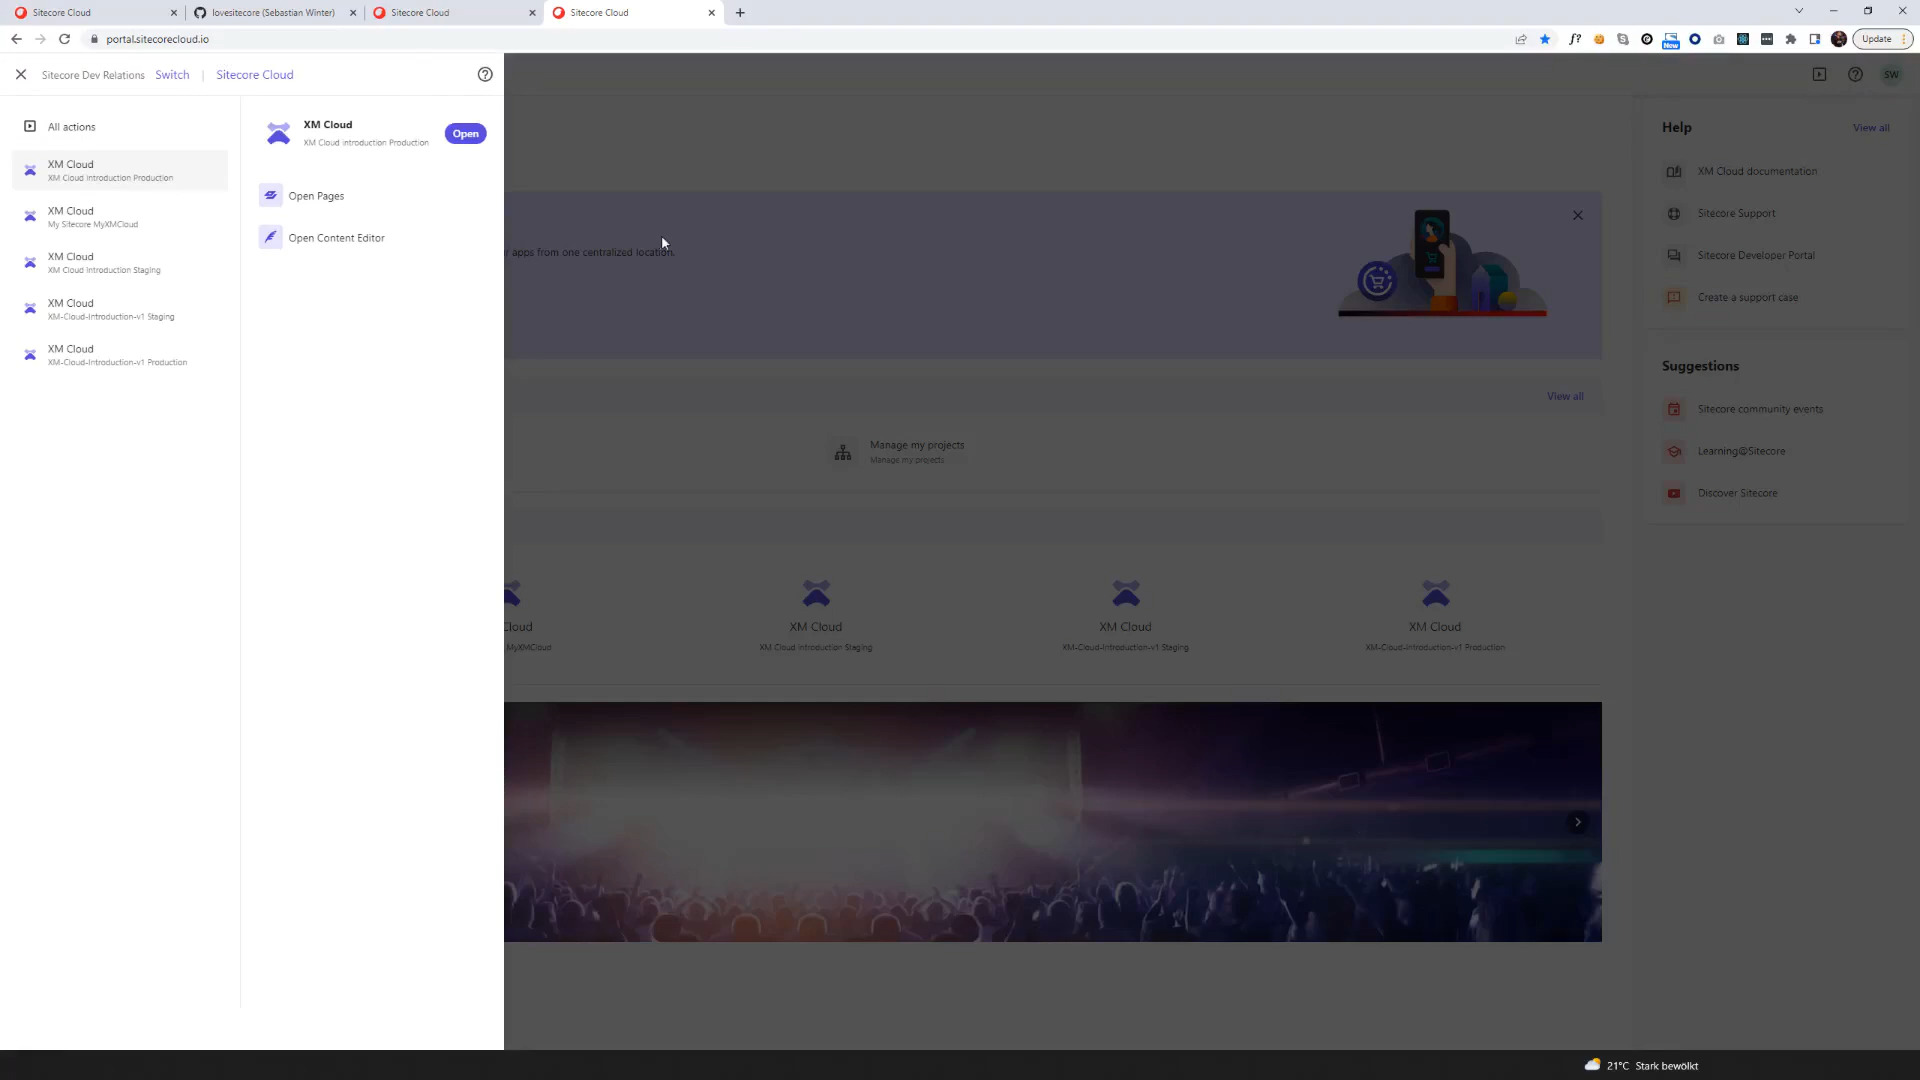 Sitecore Cloud
lovesitecore (Sebastian Winter)
Sitecore Cloud
Sitecore Cloud
portal.sitecorecloud.io
f?
New
Update
Sitecore Dev Relations Switch | Sitecore Cloud
SW
All actions
XM Cloud
XM Cloud Introduction Production
XM Cloud
My Sitecore MyXMCloud
XM Cloud
XM Cloud Introduction Staging
XM Cloud
XM-Cloud-Introduction-v1 Staging
XM Cloud
XM-Cloud-Introduction-v1 Production
XM Cloud
XM Cloud Introduction Production
Open
Open Pages
Open Content Editor
apps from one centralized location.
View all
Manage my projects
Manage my projects
Cloud
MyXMCloud
XM Cloud
XM Cloud Introduction Staging
XM Cloud
XM-Cloud-Introduction-v1 Staging
XM Cloud
XM-Cloud-Introduction-v1 Production
Help
View all
XM Cloud documentation
Sitecore Support
Sitecore Developer Portal
Create a support case
Suggestions
Sitecore community events
Learning@Sitecore
Discover Sitecore
21°C Stark bewölkt